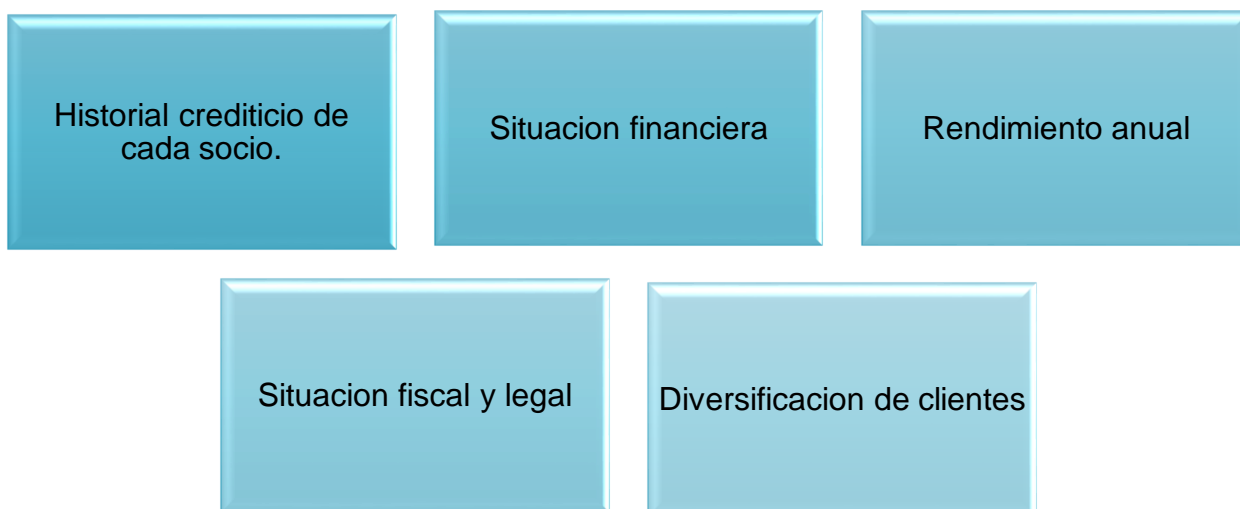 Historial crediticio de
cada socio.
Situacion financiera
Rendimiento anual
Situacion fiscal y legal
Diversificacion de clientes